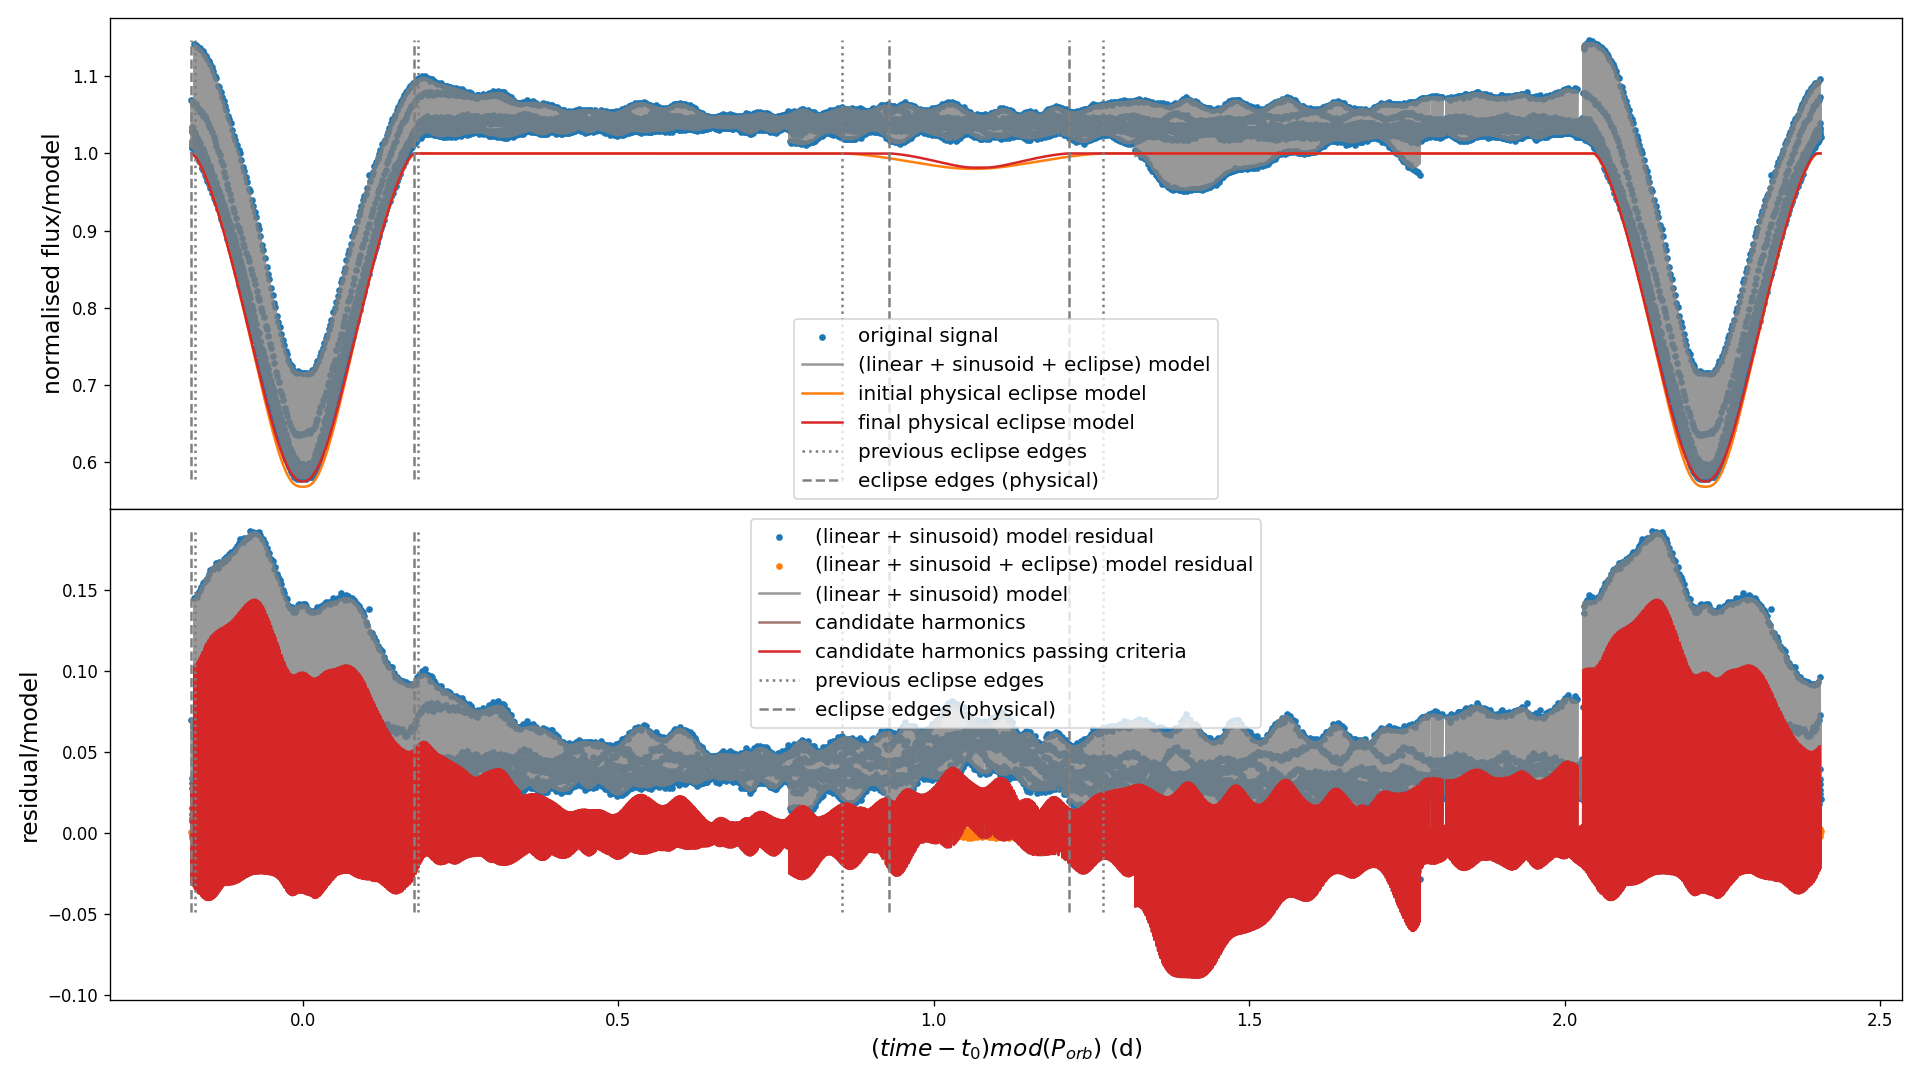 normalised flux/model
1.1
1.0
0.9
0.8
0.7
0.6
original signal
(linear + sinusoid + eclipse) model
initial physical eclipse model
final physical eclipse model
previous eclipse edges
eclipse edges (physical)
residual/model
0.15
0.10
0.05
0.00
−0.05
−0.10
(linear + sinusoid) model residual
(linear + sinusoid + eclipse) model residual
(linear + sinusoid) model
candidate harmonics
candidate harmonics passing criteria
previous eclipse edges
eclipse edges (physical)
0.0 0.5 1.0 1.5 2.0 2.5
(time − t₀)mod(P_orb) (d)